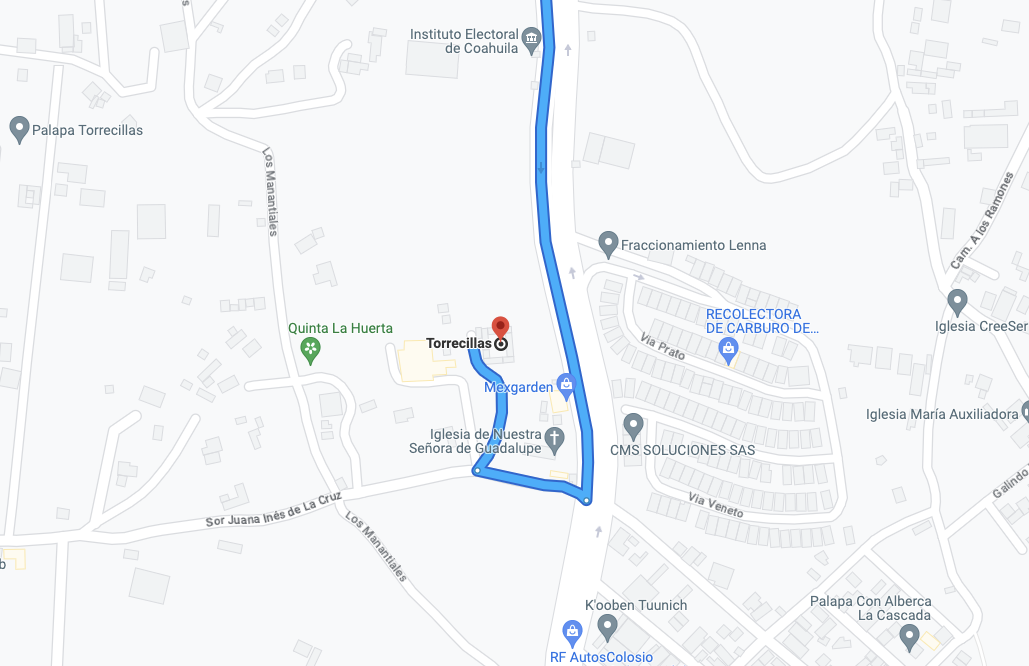 Instituto Electoral
de Coahuila
Palapa Torrecillas
Los Manantiales
Cam. A los Ramones
Fraccionamiento Lenna
RECOLECTORA
DE CARBURO DE...
Iglesia CreeSer
Quinta La Huerta
Torrecillas
Via Prato
Mexgarden
Iglesia María Auxiliadora
Iglesia de Nuestra
Señora de Guadalupe
CMS SOLUCIONES SAS
Galindo
Sor Juana Inés de La Cruz
Via Veneto
Los Manantiales
b
K'ooben Tuunich
Palapa Con Alberca
La Cascada
RF AutosColosio